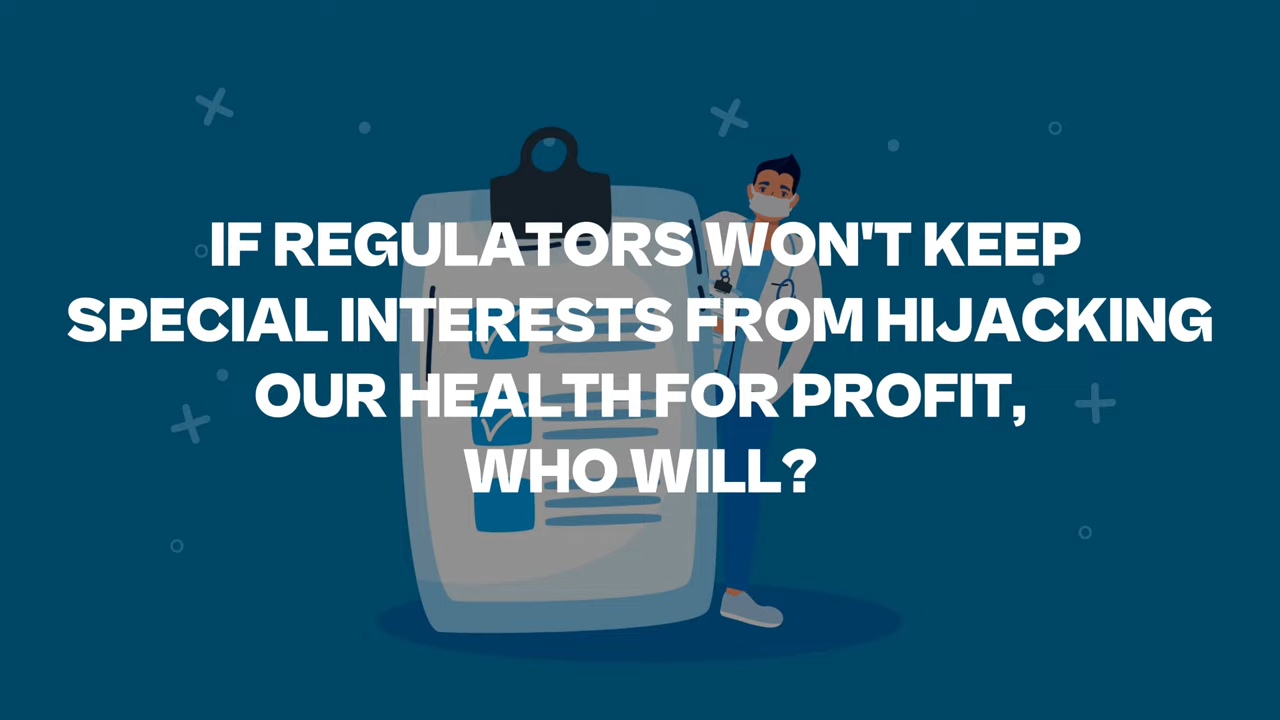 IF REGULATORS WON'T KEEP
SPECIAL INTERESTS FROM HIJACKING
OUR HEALTH FOR PROFIT,
WHO WILL?